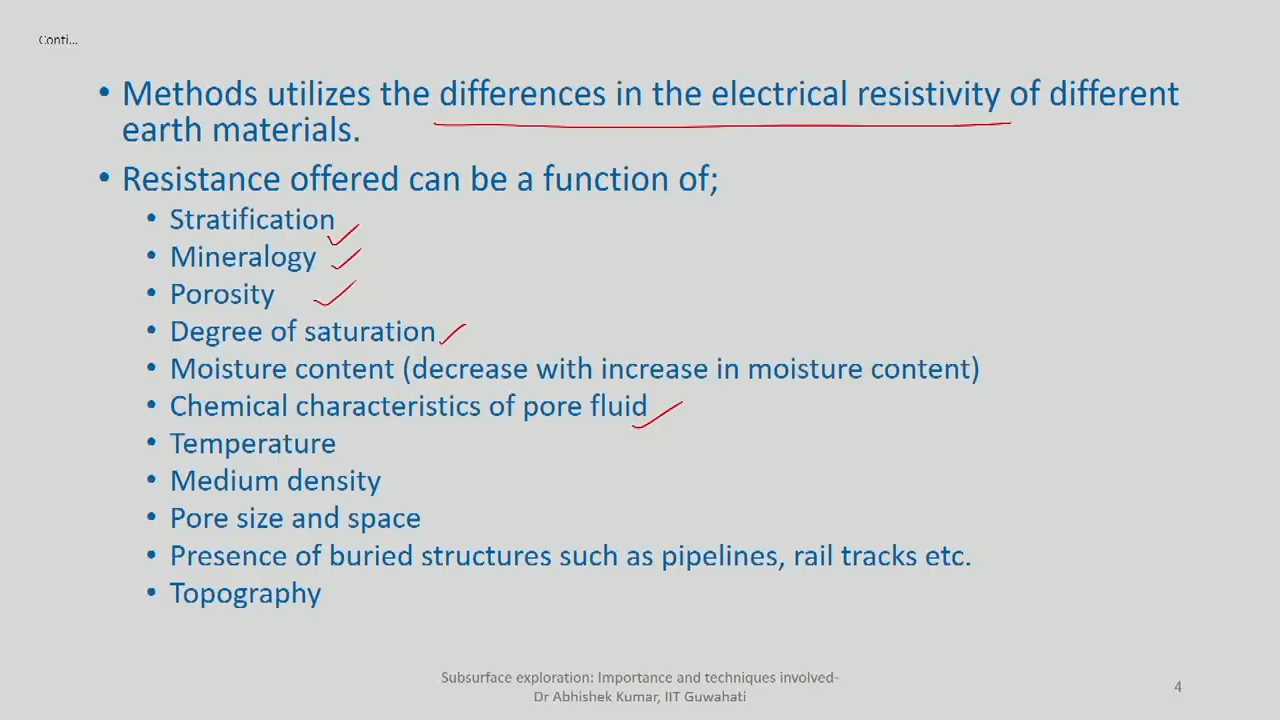 Conti...
• Methods utilizes the differences in the electrical resistivity of different
earth materials.
• Resistance offered can be a function of;
• Stratification
• Mineralogy
• Porosity
• Degree of saturation
• Moisture content (decrease with increase in moisture content)
• Chemical characteristics of pore fluid
• Temperature
• Medium density
• Pore size and space
• Presence of buried structures such as pipelines, rail tracks etc.
• Topography
Subsurface exploration: Importance and techniques involved-
Dr Abhishek Kumar, IIT Guwahati
4